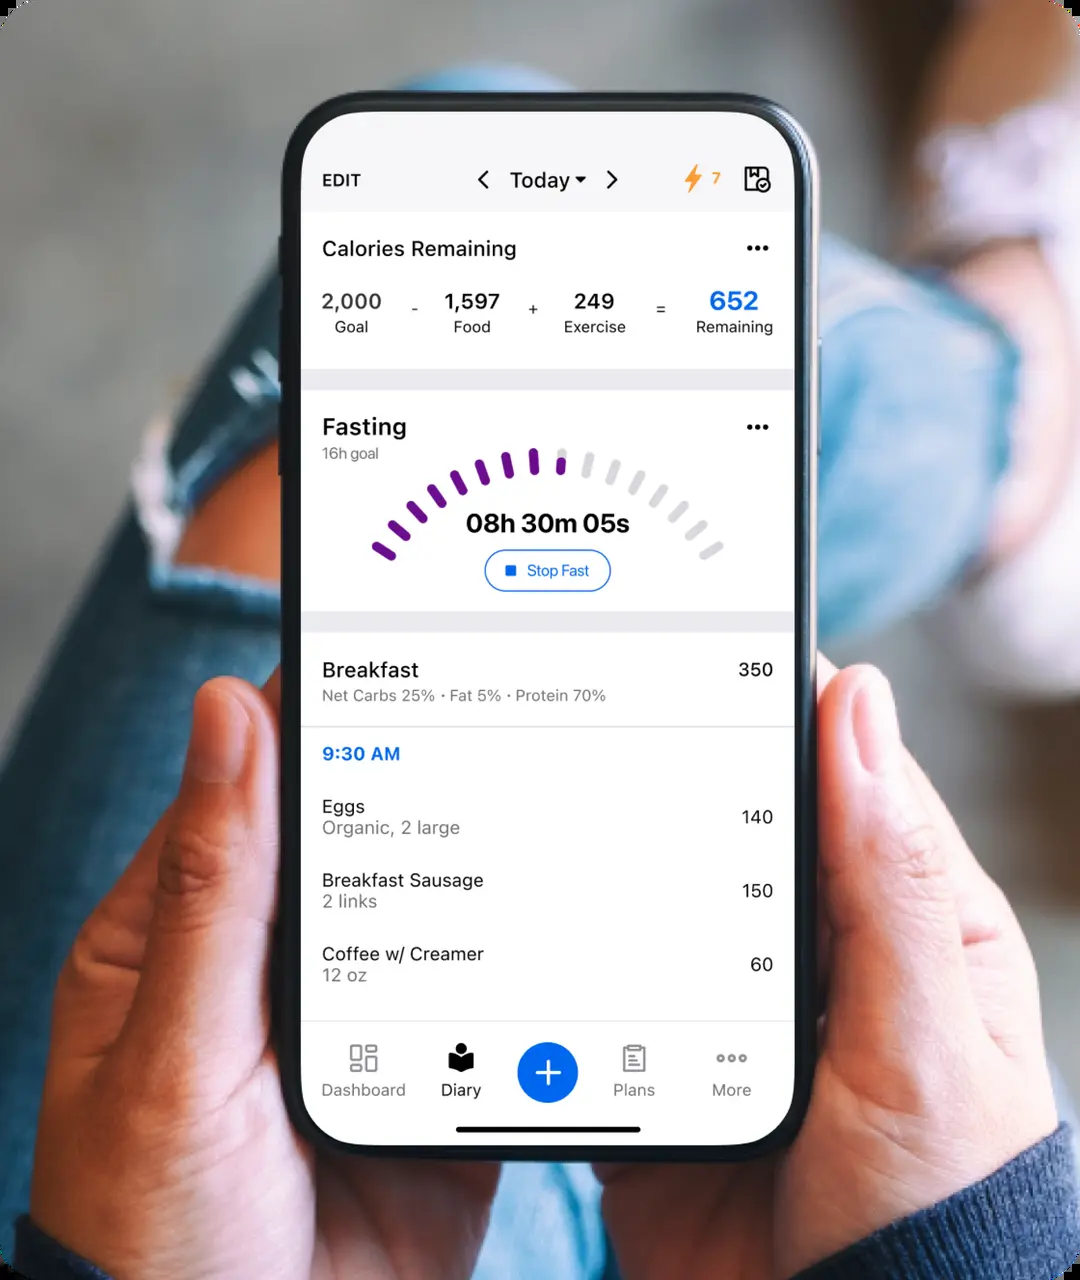 EDIT
Today
7
Calories Remaining
2,000 - 1,597 + 249 = 652
Goal Food Exercise Remaining
Fasting
16h goal
08h 30m 05s
Stop Fast
Breakfast 350
Net Carbs 25% · Fat 5% · Protein 70%
9:30 AM
Eggs
Organic, 2 large
140
Breakfast Sausage
2 links
150
Coffee w/ Creamer
12 oz
60
Dashboard Diary Plans More